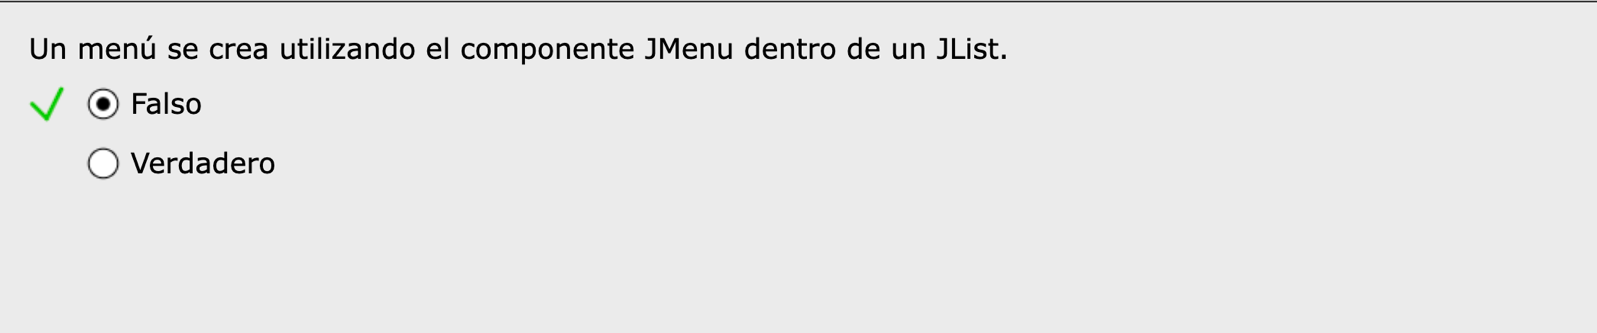 Un menú se crea utilizando el componente JMenu dentro de un JList.
Falso
Verdadero